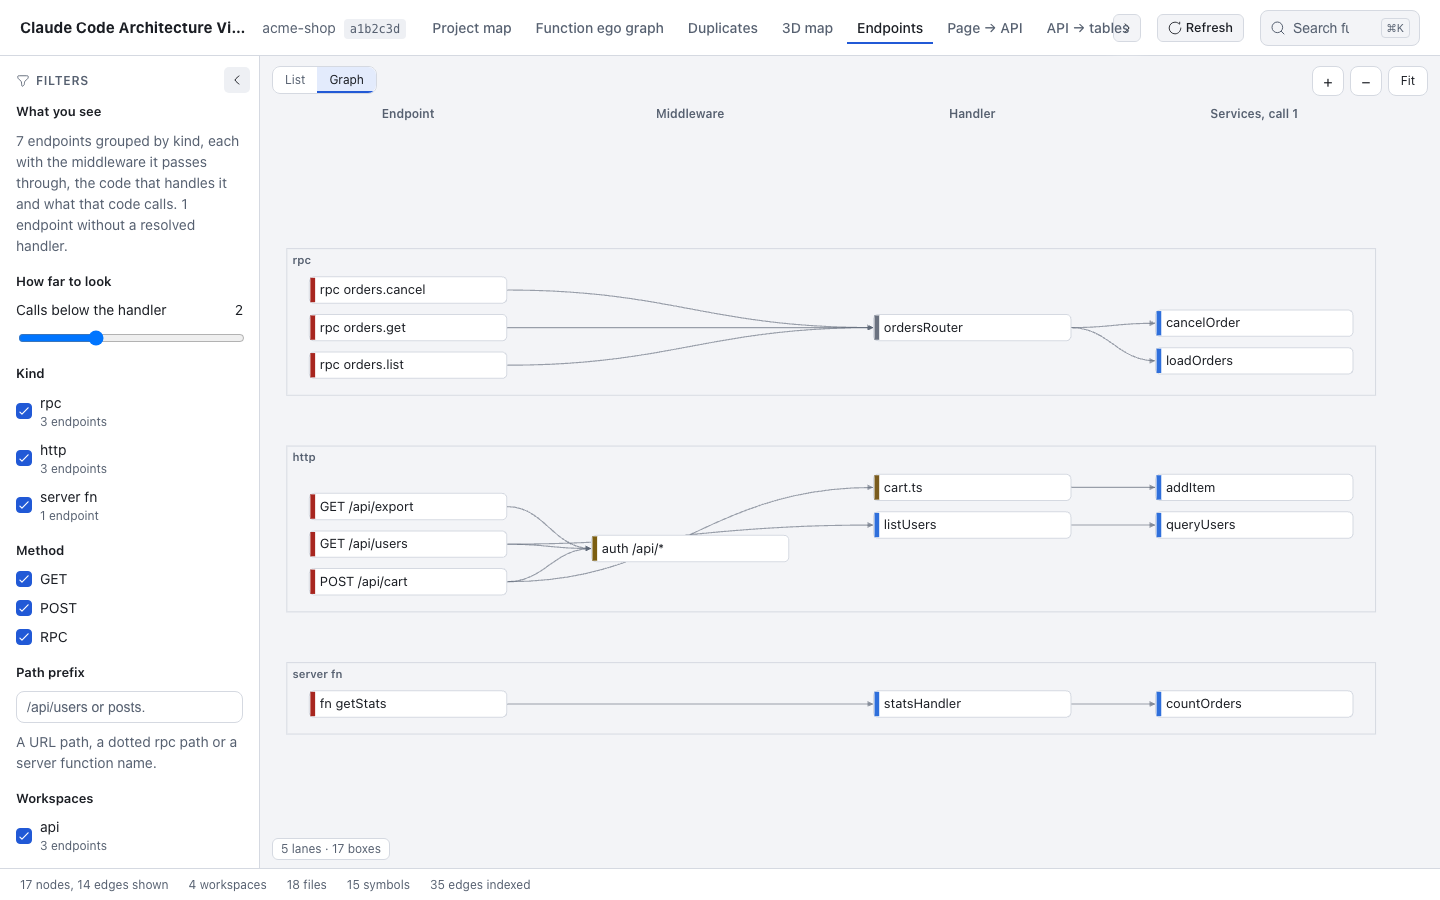 Claude Code Architecture Vi... acme-shop a1b2c3d Project map Function ego graph Duplicates 3D map Endpoints Page → API API → tables Refresh Search ⌘K
FILTERS
What you see
7 endpoints grouped by kind, each
with the middleware it passes
through, the code that handles it
and what that code calls. 1
endpoint without a resolved
handler.
How far to look
Calls below the handler 2
Kind
rpc
3 endpoints
http
3 endpoints
server fn
1 endpoint
Method
GET
POST
RPC
Path prefix
/api/users or posts.
A URL path, a dotted rpc path or a
server function name.
Workspaces
api
3 endpoints
List Graph
+ − Fit
Endpoint Middleware Handler Services, call 1
rpc
rpc orders.cancel
rpc orders.get
rpc orders.list
ordersRouter
cancelOrder
loadOrders
http
GET /api/export
GET /api/users
POST /api/cart
auth /api/*
cart.ts
listUsers
addItem
queryUsers
server fn
fn getStats
statsHandler
countOrders
5 lanes · 17 boxes
17 nodes, 14 edges shown 4 workspaces 18 files 15 symbols 35 edges indexed